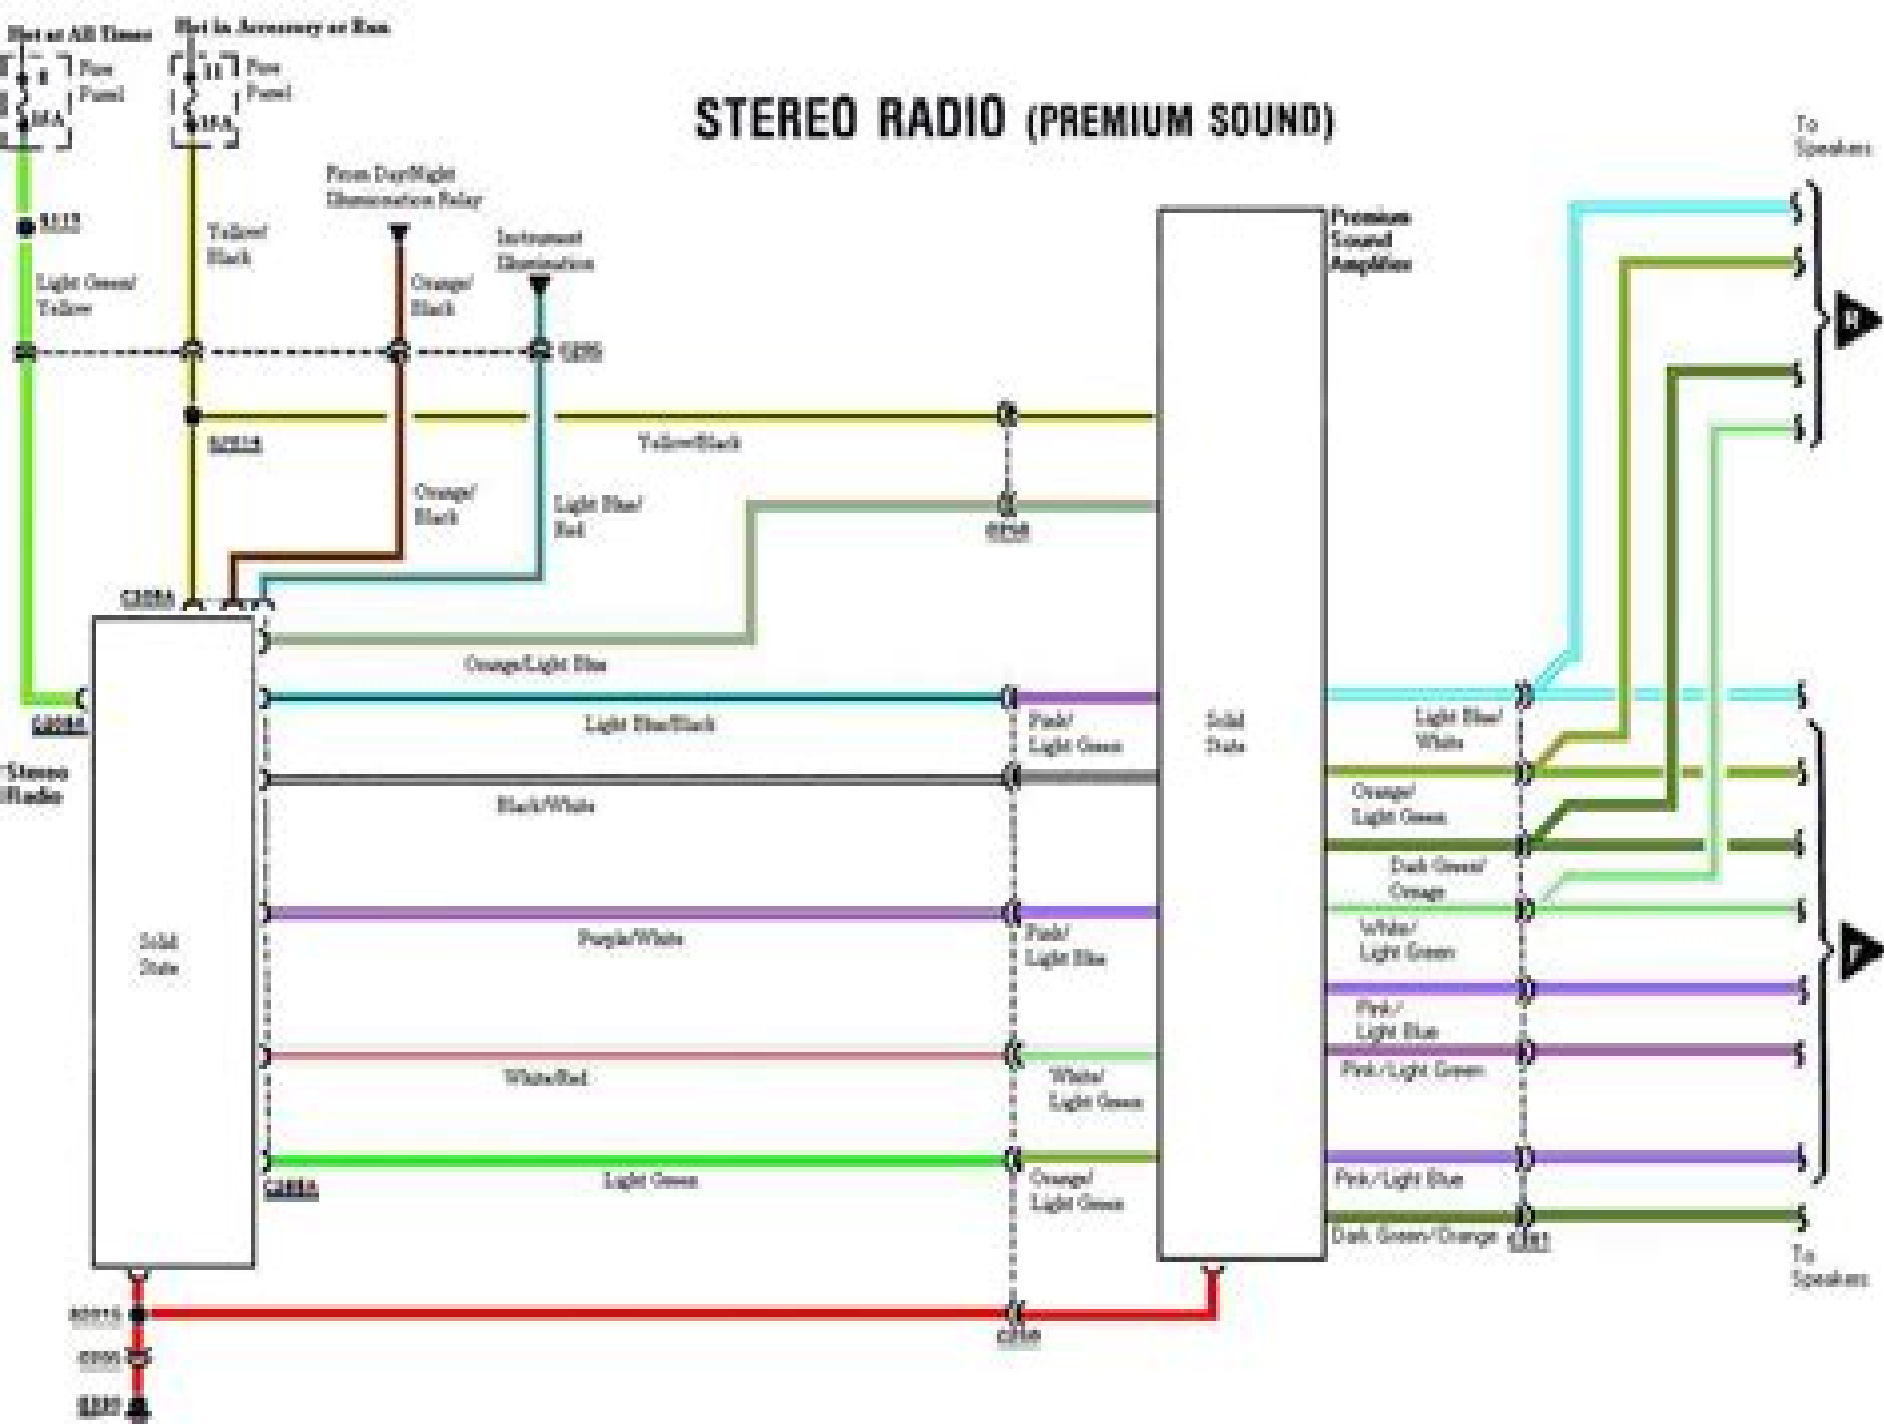 Hot at All Times
Hot in Accessory or Run
8
Fuse
Panel
15A
11
Fuse
Panel
15A
STEREO RADIO (PREMIUM SOUND)
To
Speakers
From Day/Night
Illumination Relay
Premium
Sound
Amplifier
Yellow/
Black
Instrument
Illumination
Light Green/
Yellow
Orange/
Black
Yellow/Black
Orange/
Black
Light Blue/
Red
Orange/Light Blue
Light Blue/Black
Pink/
Light Green
Solid
State
Light Blue/
White
Stereo
Radio
Black/White
Orange/
Light Green
Dark Green/
Orange
Solid
State
Purple/White
Pink/
Light Blue
White/
Light Green
Pink/
Light Blue
White/Red
White/
Light Green
Pink/Light Green
Light Green
Orange/
Light Green
Pink/Light Blue
Dark Green/Orange
To
Speakers